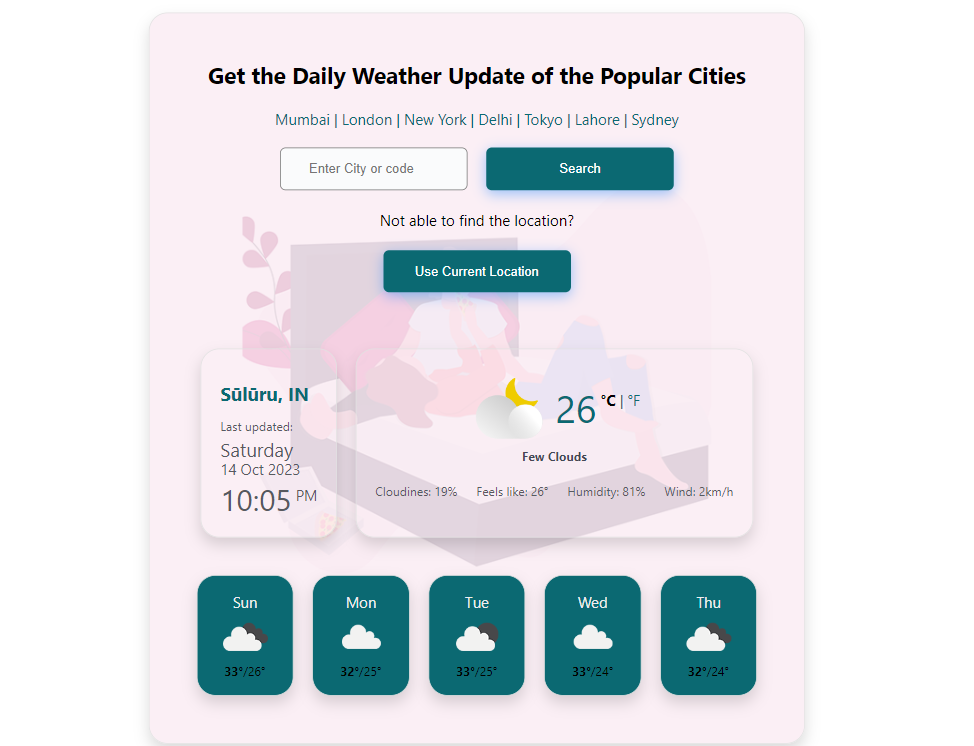 Get the Daily Weather Update of the Popular Cities
Mumbai | London | New York | Delhi | Tokyo | Lahore | Sydney
Enter City or code
Search
Not able to find the location?
Use Current Location
Sūlūru, IN
Last updated:
Saturday
14 Oct 2023
10:05 PM
26 °C | °F
Few Clouds
Cloudines: 19% Feels like: 26° Humidity: 81% Wind: 2km/h
Sun
33°/26°
Mon
32°/25°
Tue
33°/25°
Wed
33°/24°
Thu
32°/24°